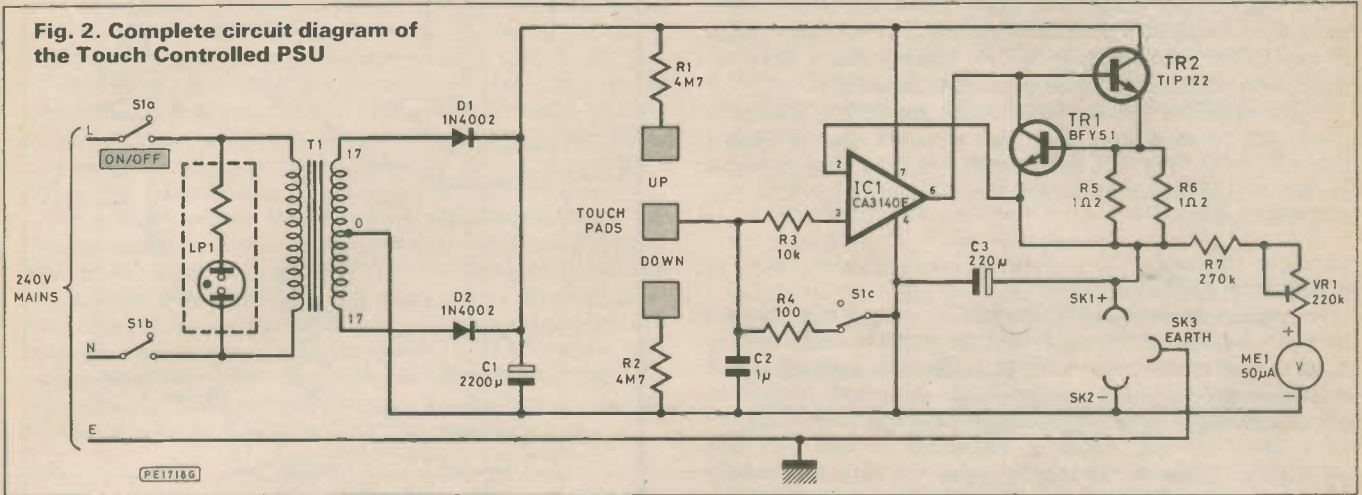 Fig. 2. Complete circuit diagram of
the Touch Controlled PSU
S1a
L
ON/OFF
LP1
240V
MAINS
S1b
N
E
PE1718G
T1
17
0
17
D1
1N4002
D2
1N4002
C1
2200µ
R1
4M7
UP
TOUCH
PADS
DOWN
R2
4M7
R3
10k
R4
100
S1c
C2
1µ
2
3
IC1
CA3140E
7
6
4
C3
220µ
TR2
TIP122
TR1
BFY51
R5
1Ω2
R6
1Ω2
R7
270k
VR1
220k
SK1+
SK3
EARTH
SK2-
+
ME1
50µA
V
-